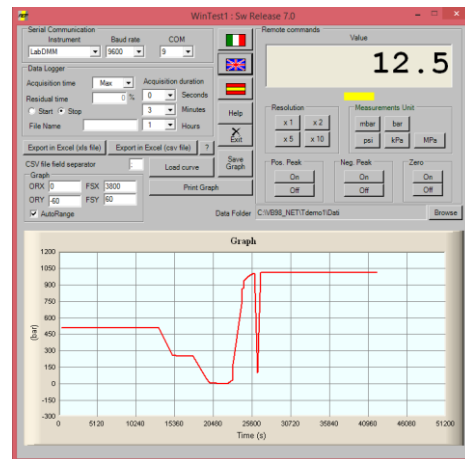 WinTest1 : Sw Release 7.0
Serial Communication
Instrument Baud rate COM
LabDMM 9600 9
Data Logger
Acquisition time Max Acquisition duration
Residual time 0 % 0 Seconds
Start Stop 3 Minutes
File Name 1 Hours
Export in Excel (xls file) Export in Excel (csv file) ?
CSV file field separator ; Load curve
Graph
ORX 0 FSX 3800
ORY -60 FSY 60
AutoRange
Print Graph
Help
Exit
Save
Graph
Remote commands
Value
12.5
Resolution
x 1 x 2
x 5 x 10
Measurements Unit
mbar bar
psi kPa MPa
Pos. Peak Neg. Peak Zero
On On On
Off Off Off
Data Folder C:\VB98_NET\Tdemo1\Dati Browse
Graph
1200
1050
900
750
600
450
300
150
0
-150
-300
(bar)
0 5120 10240 15360 20480 25600 30720 35840 40960 46080 51200
Time (s)